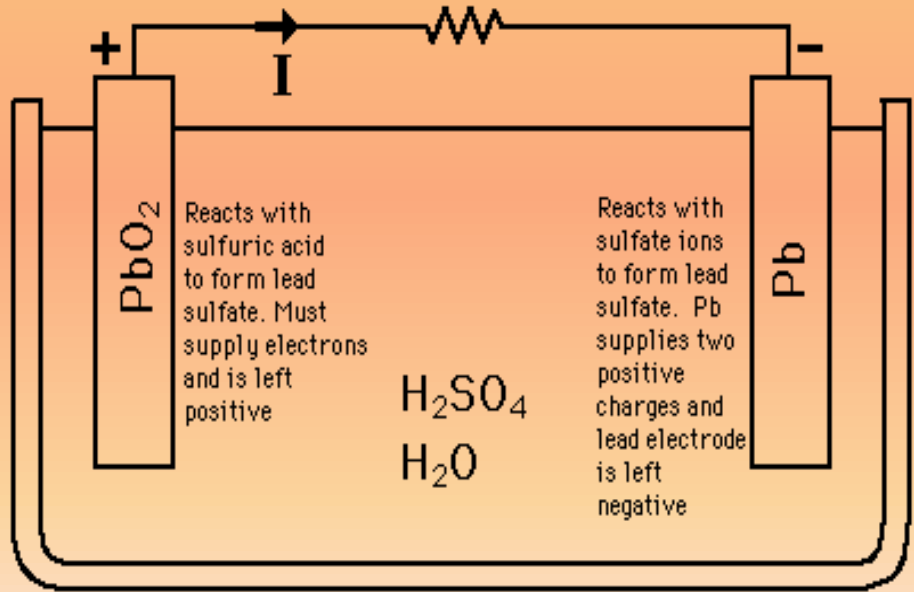 +
I
-
PbO₂
Reacts with
sulfuric acid
to form lead
sulfate. Must
supply electrons
and is left
positive
H₂SO₄
H₂O
Reacts with
sulfate ions
to form lead
sulfate. Pb
supplies two
positive
charges and
lead electrode
is left
negative
Pb